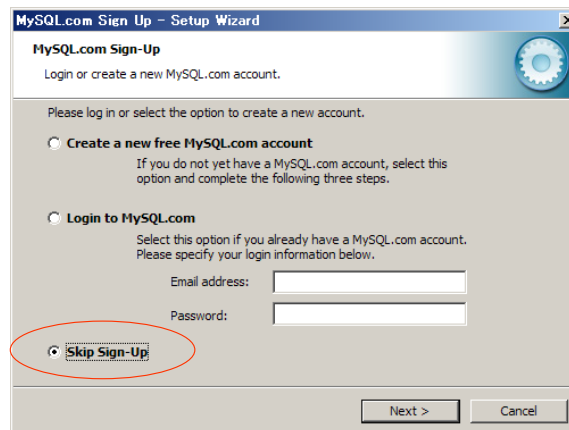 MySQL.com Sign Up - Setup Wizard
MySQL.com Sign-Up
Login or create a new MySQL.com account.
Please log in or select the option to create a new account.
Create a new free MySQL.com account
If you do not yet have a MySQL.com account, select this
option and complete the following three steps.
Login to MySQL.com
Select this option if you already have a MySQL.com account.
Please specify your login information below.
Email address:
Password:
Skip Sign-Up
Next >
Cancel